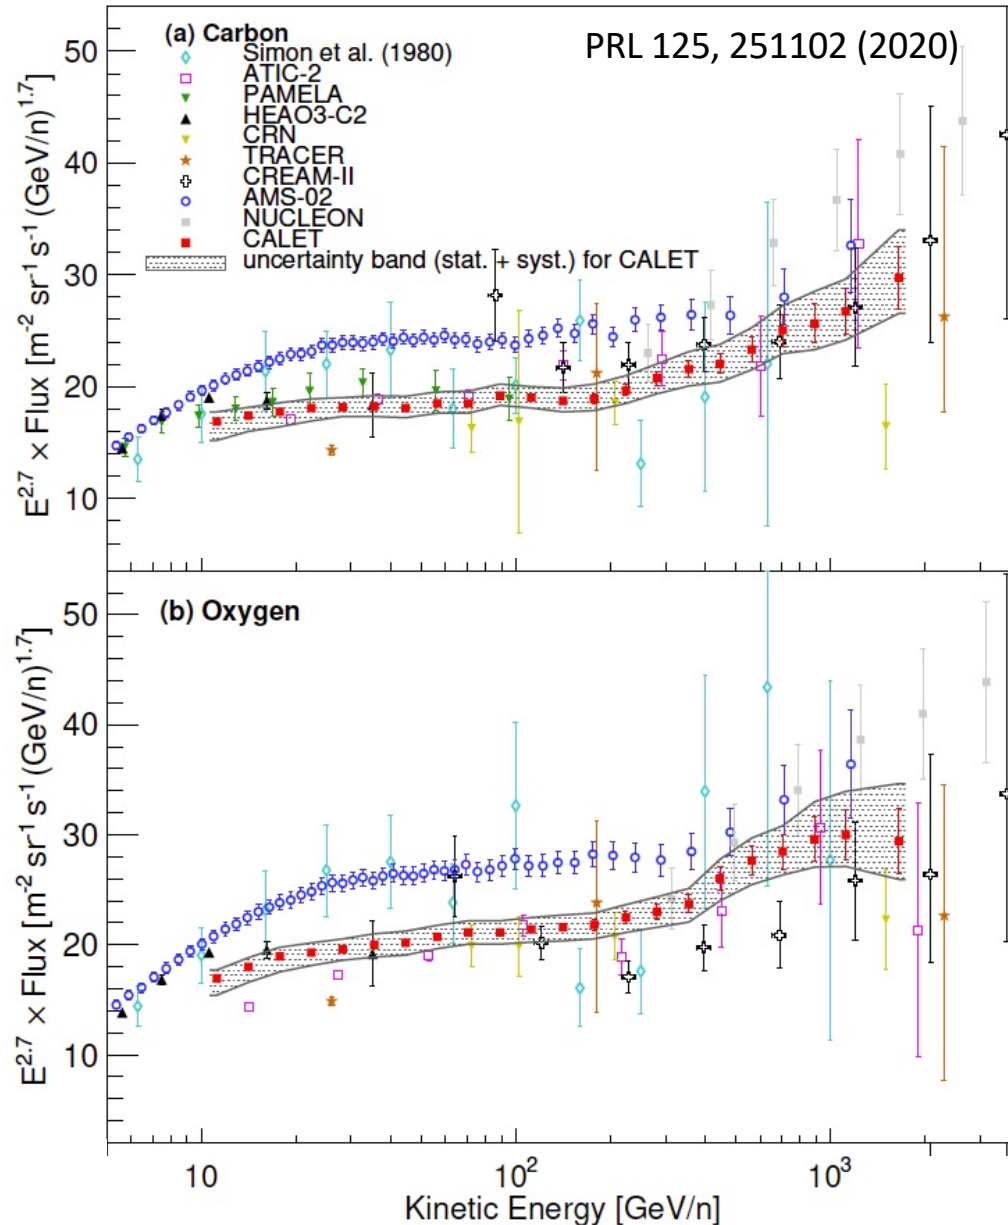 PRL 125, 251102 (2020)
(a) Carbon
Simon et al. (1980)
ATIC-2
PAMELA
HEAO3-C2
CRN
TRACER
CREAM-II
AMS-02
NUCLEON
CALET
uncertainty band (stat. + syst.) for CALET
50
40
30
20
10
E^2.7 × Flux [m^-2 sr^-1 s^-1 (GeV/n)^1.7]
(b) Oxygen
50
40
30
20
10
E^2.7 × Flux [m^-2 sr^-1 s^-1 (GeV/n)^1.7]
10 10^2 10^3
Kinetic Energy [GeV/n]